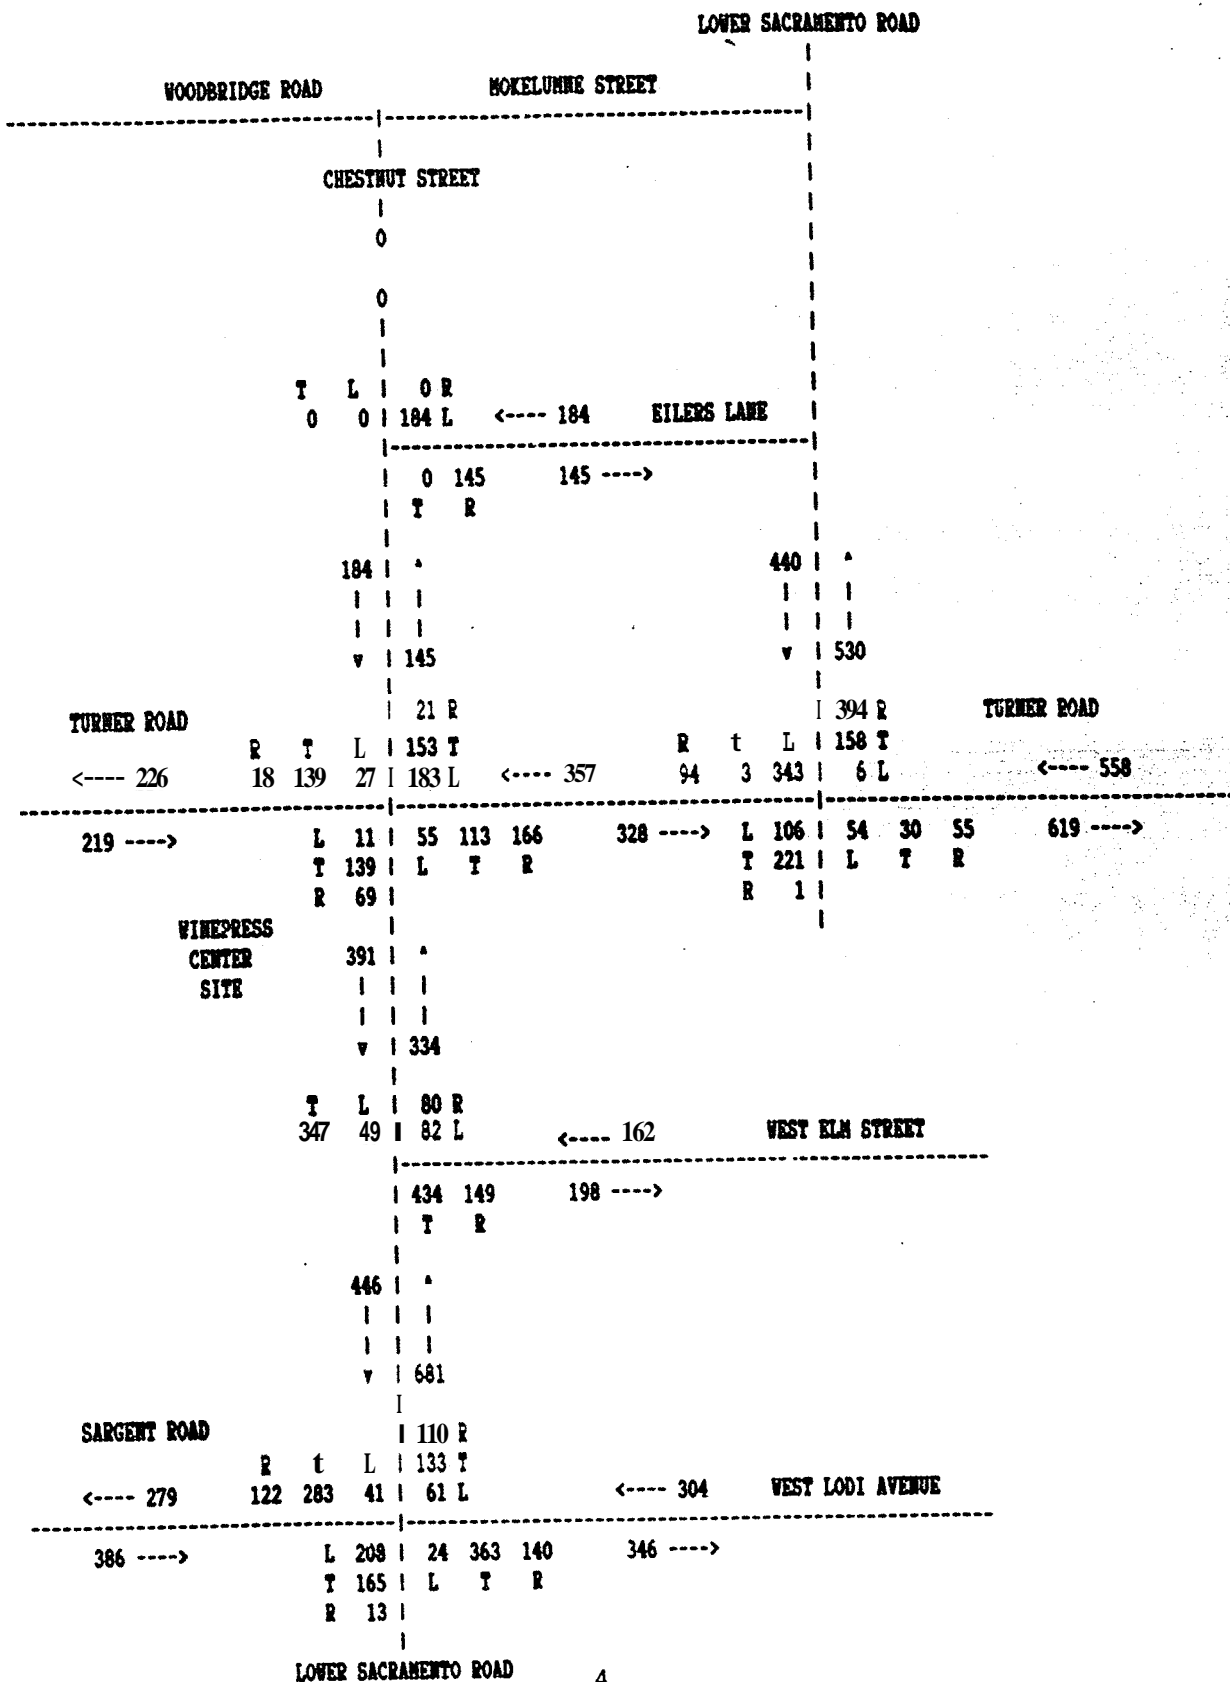 LOWER SACRAMENTO ROAD
WOODBRIDGE ROAD MOKELUMNE STREET
CHESTNUT STREET
0
0
T L 0 R
0 0 184 L <---- 184 EILERS LANE
0 145 145 ---->
T R
184 440
145 530
21 R 394 R
TURNER ROAD TURNER ROAD
R T L 153 T R t L 158 T
<---- 226 18 139 27 183 L <---- 357 94 3 343 6 L <---- 558
219 ----> L 11 55 113 166 328 ----> L 106 54 30 55 619 ---->
T 139 L T R T 221 L T R
R 69 R 1
WINEPRESS
CENTER 391
SITE
334
T L 80 R
347 49 82 L <---- 162 WEST ELM STREET
434 149 198 ---->
T R
446
681
SARGENT ROAD 110 R
R t L 133 T
<---- 279 122 283 41 61 L <---- 304 WEST LODI AVENUE
386 ----> L 208 24 363 140 346 ---->
T 165 L T R
R 13
LOWER SACRAMENTO ROAD
4